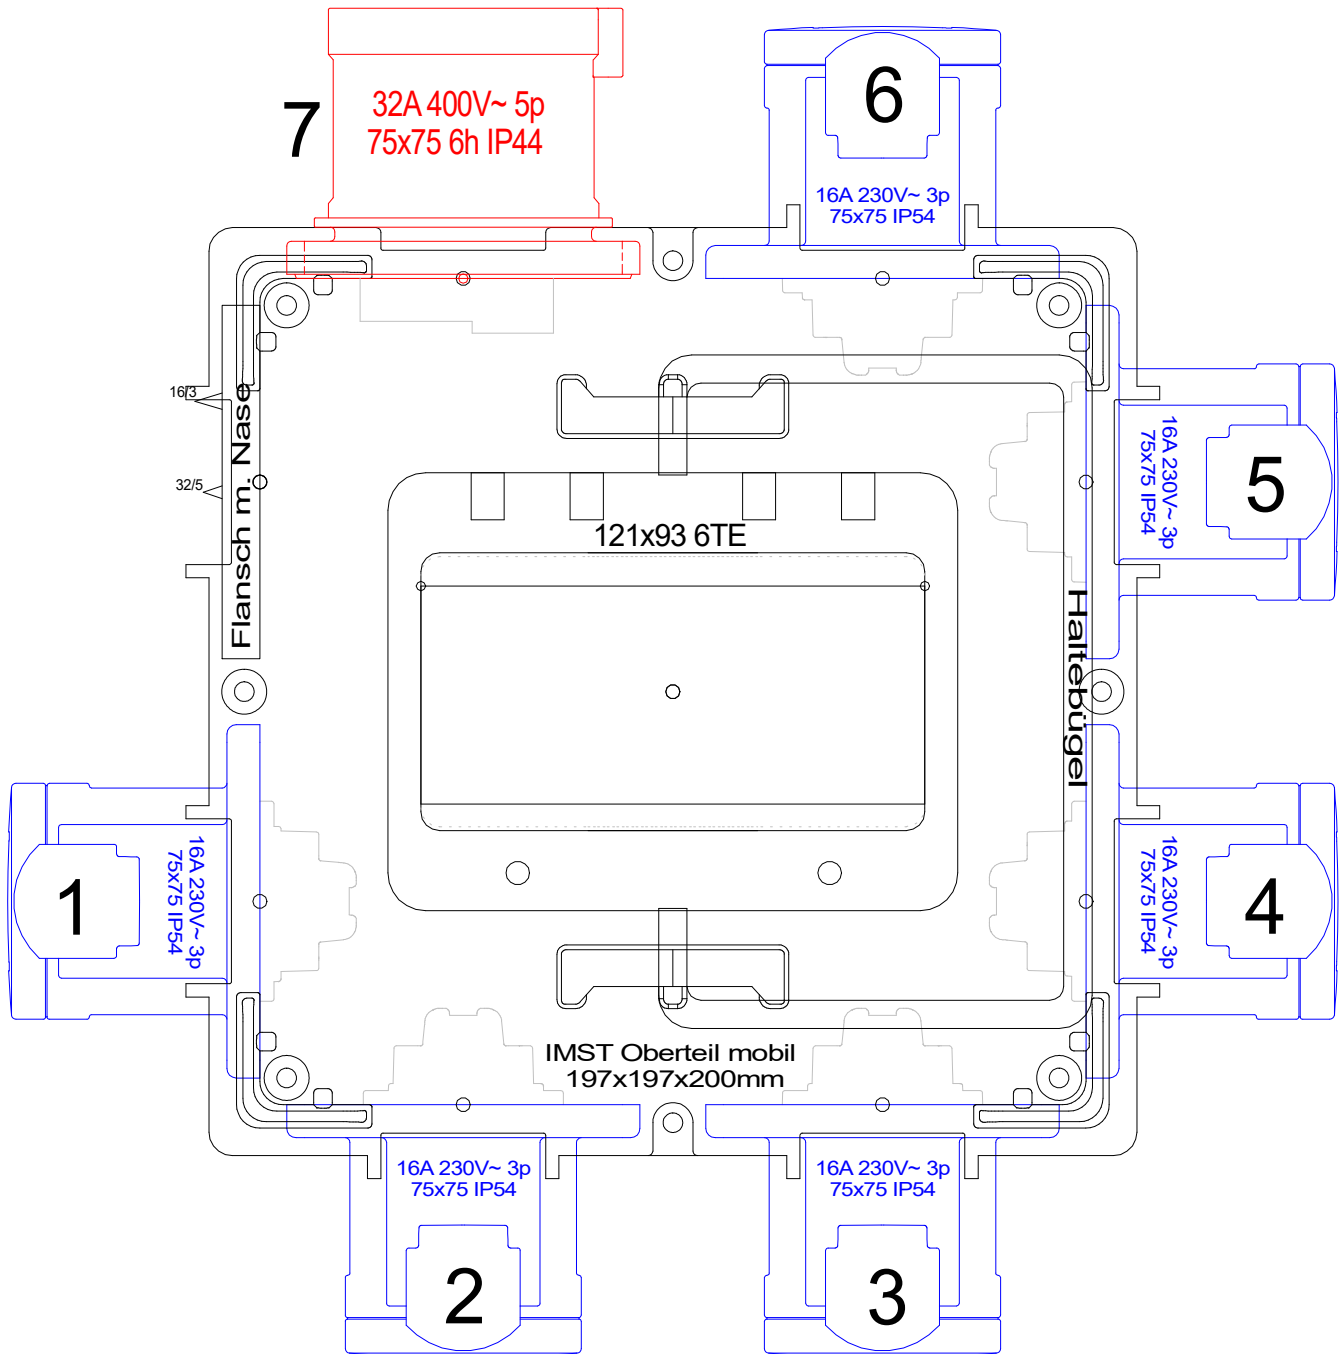 7
32A 400V~ 5p
75x75 6h IP44
6
16A 230V~ 3p
75x75 IP54
16/3
32/5
Flansch m. Nase
121x93 6TE
16A 230V~ 3p
75x75 IP54
5
Haltebügel
1
16A 230V~ 3p
75x75 IP54
16A 230V~ 3p
75x75 IP54
4
IMST Oberteil mobil
197x197x200mm
16A 230V~ 3p
75x75 IP54
2
16A 230V~ 3p
75x75 IP54
3